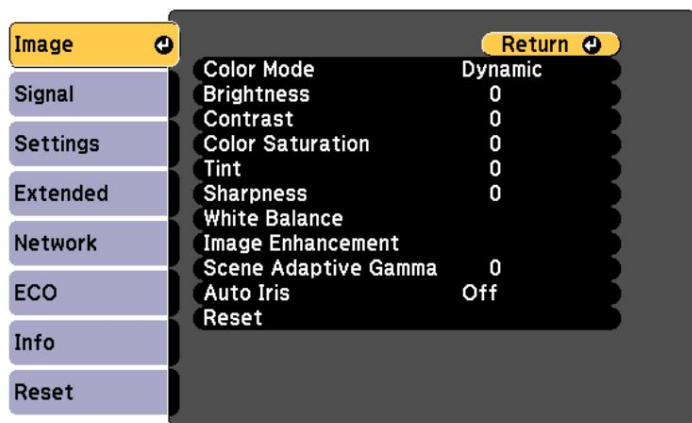 Image
Signal
Settings
Extended
Network
ECO
Info
Reset
Return
Color Mode Dynamic
Brightness 0
Contrast 0
Color Saturation 0
Tint 0
Sharpness 0
White Balance
Image Enhancement
Scene Adaptive Gamma 0
Auto Iris Off
Reset